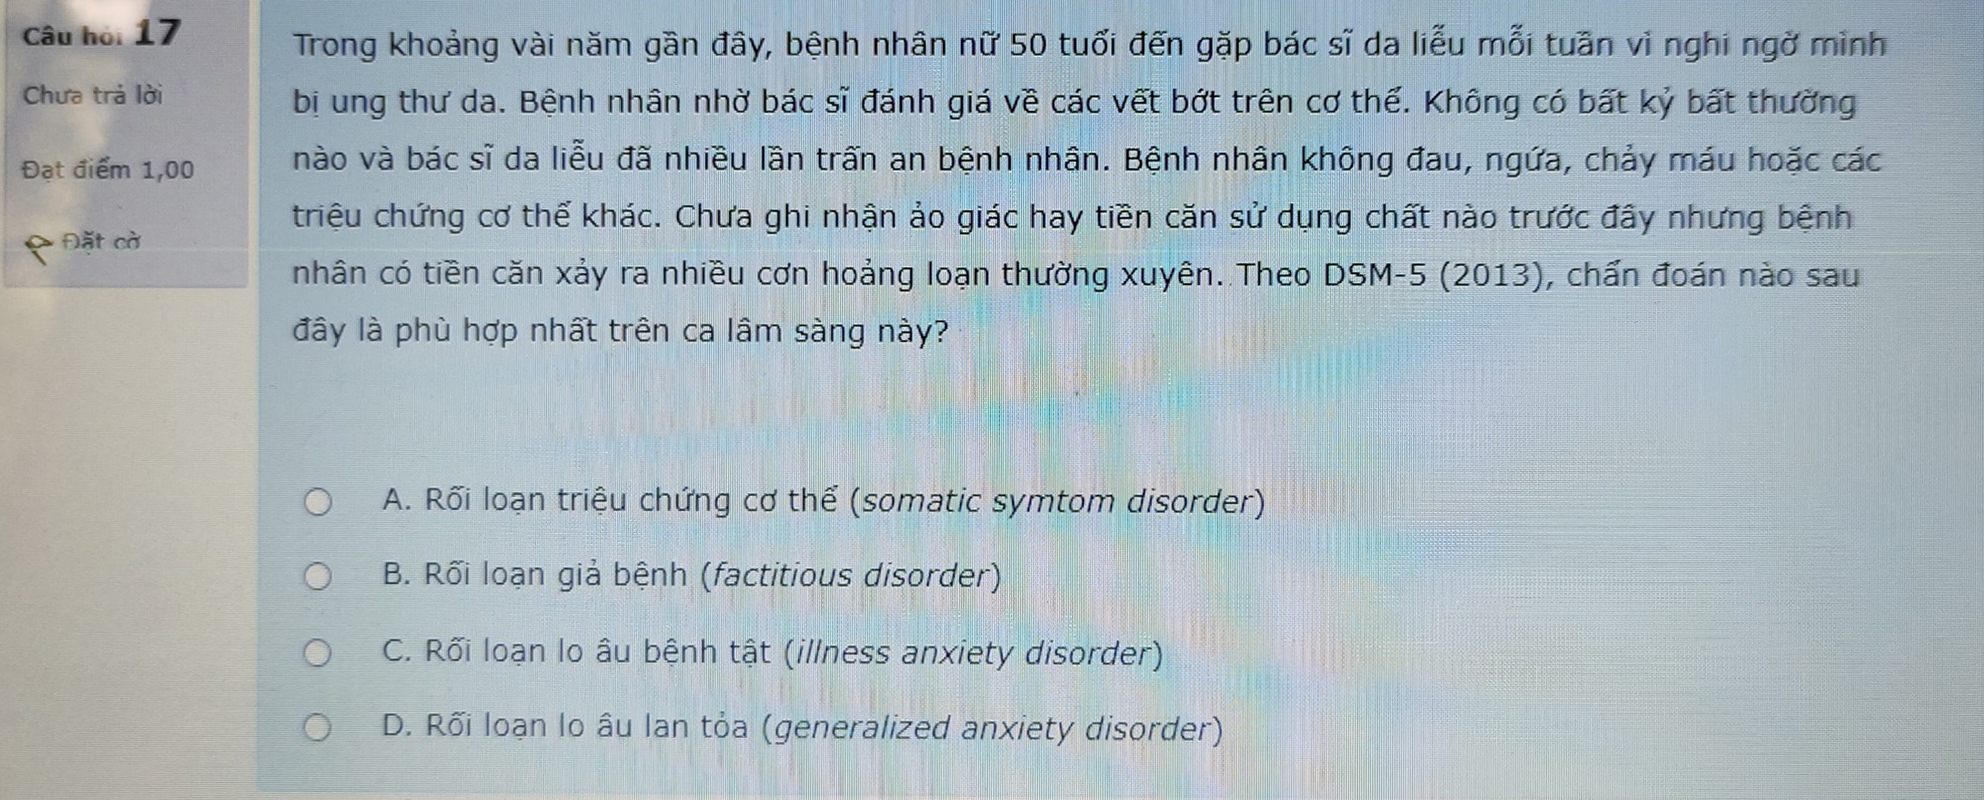 Câu hỏi 17
Chưa trả lời
Đạt điểm 1,00
Đặt cờ
Trong khoảng vài năm gần đây, bệnh nhân nữ 50 tuổi đến gặp bác sĩ da liễu mỗi tuần vì nghi ngờ mình
bị ung thư da. Bệnh nhân nhờ bác sĩ đánh giá về các vết bớt trên cơ thể. Không có bất kỳ bất thường
nào và bác sĩ da liễu đã nhiều lần trấn an bệnh nhân. Bệnh nhân không đau, ngứa, chảy máu hoặc các
triệu chứng cơ thể khác. Chưa ghi nhận ảo giác hay tiền căn sử dụng chất nào trước đây nhưng bệnh
nhân có tiền căn xảy ra nhiều cơn hoảng loạn thường xuyên. Theo DSM-5 (2013), chẩn đoán nào sau
đây là phù hợp nhất trên ca lâm sàng này?
A. Rối loạn triệu chứng cơ thể (somatic symtom disorder)
B. Rối loạn giả bệnh (factitious disorder)
C. Rối loạn lo âu bệnh tật (illness anxiety disorder)
D. Rối loạn lo âu lan tỏa (generalized anxiety disorder)